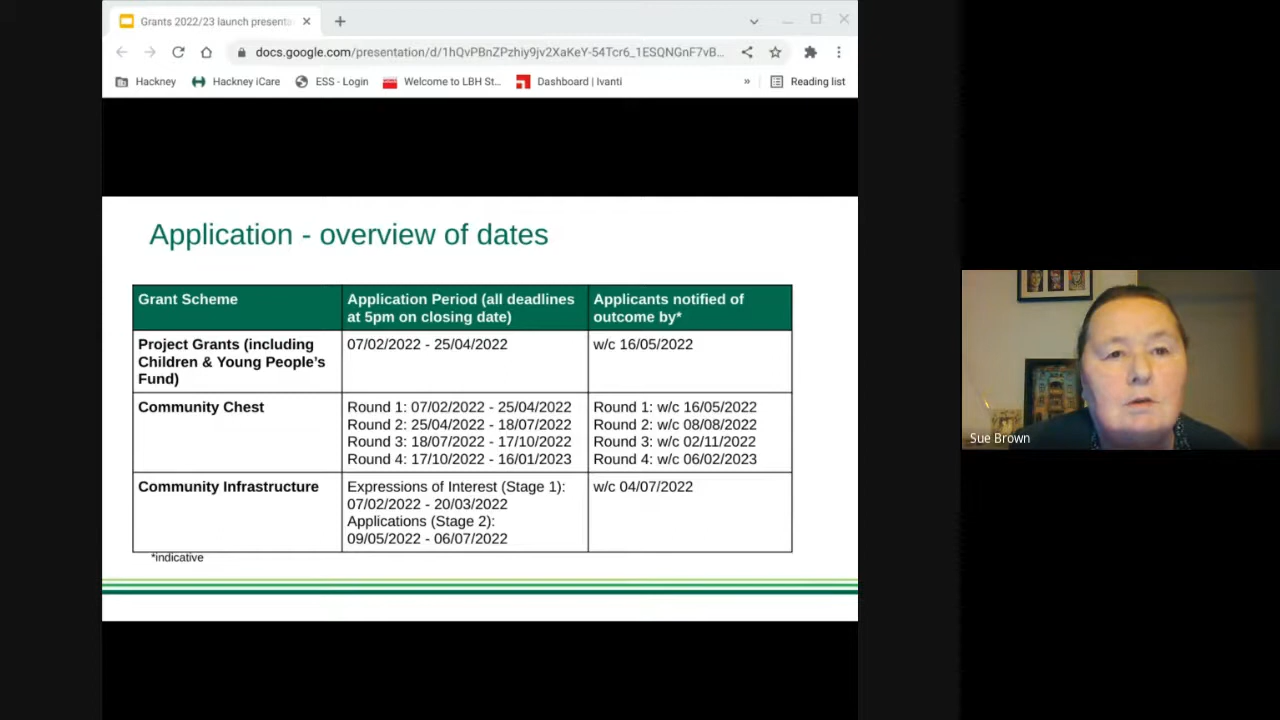 Grants 2022/23 launch presenta
docs.google.com/presentation/d/1hQvPBnZPzhiy9jv2XaKeY-54Tcr6_1ESQNGnF7vB...
Hackney Hackney iCare ESS - Login Welcome to LBH St... Dashboard | Ivanti » Reading list
Application - overview of dates
Grant Scheme
Application Period (all deadlines
at 5pm on closing date)
Applicants notified of
outcome by*
Project Grants (including
Children & Young People's
Fund)
07/02/2022 - 25/04/2022
w/c 16/05/2022
Community Chest
Round 1: 07/02/2022 - 25/04/2022
Round 2: 25/04/2022 - 18/07/2022
Round 3: 18/07/2022 - 17/10/2022
Round 4: 17/10/2022 - 16/01/2023
Round 1: w/c 16/05/2022
Round 2: w/c 08/08/2022
Round 3: w/c 02/11/2022
Round 4: w/c 06/02/2023
Community Infrastructure
Expressions of Interest (Stage 1):
07/02/2022 - 20/03/2022
Applications (Stage 2):
09/05/2022 - 06/07/2022
w/c 04/07/2022
*indicative
Sue Brown